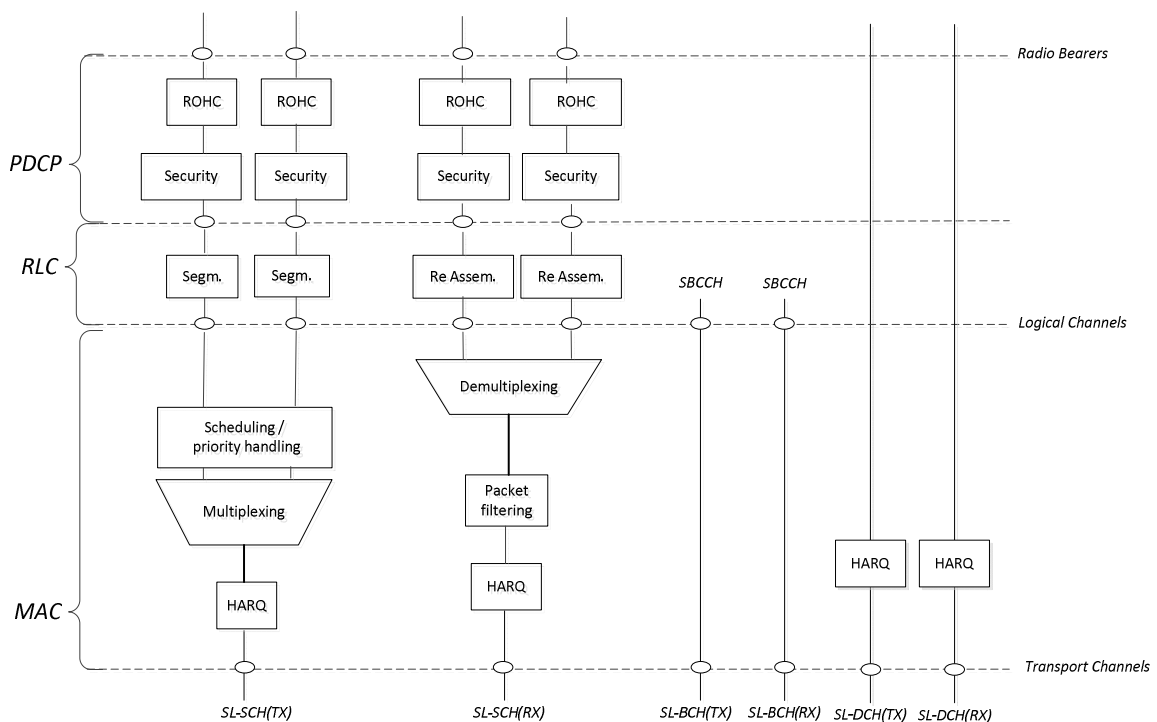 Radio Bearers
ROHC
ROHC
ROHC
ROHC
PDCP
Security
Security
Security
Security
RLC
Segm.
Segm.
Re Assem.
Re Assem.
SBCCH
SBCCH
Logical Channels
Demultiplexing
Scheduling /
priority handling
Packet
filtering
Multiplexing
HARQ
HARQ
HARQ
HARQ
MAC
Transport Channels
SL-SCH(TX)
SL-SCH(RX)
SL-BCH(TX)
SL-BCH(RX)
SL-DCH(TX)
SL-DCH(RX)